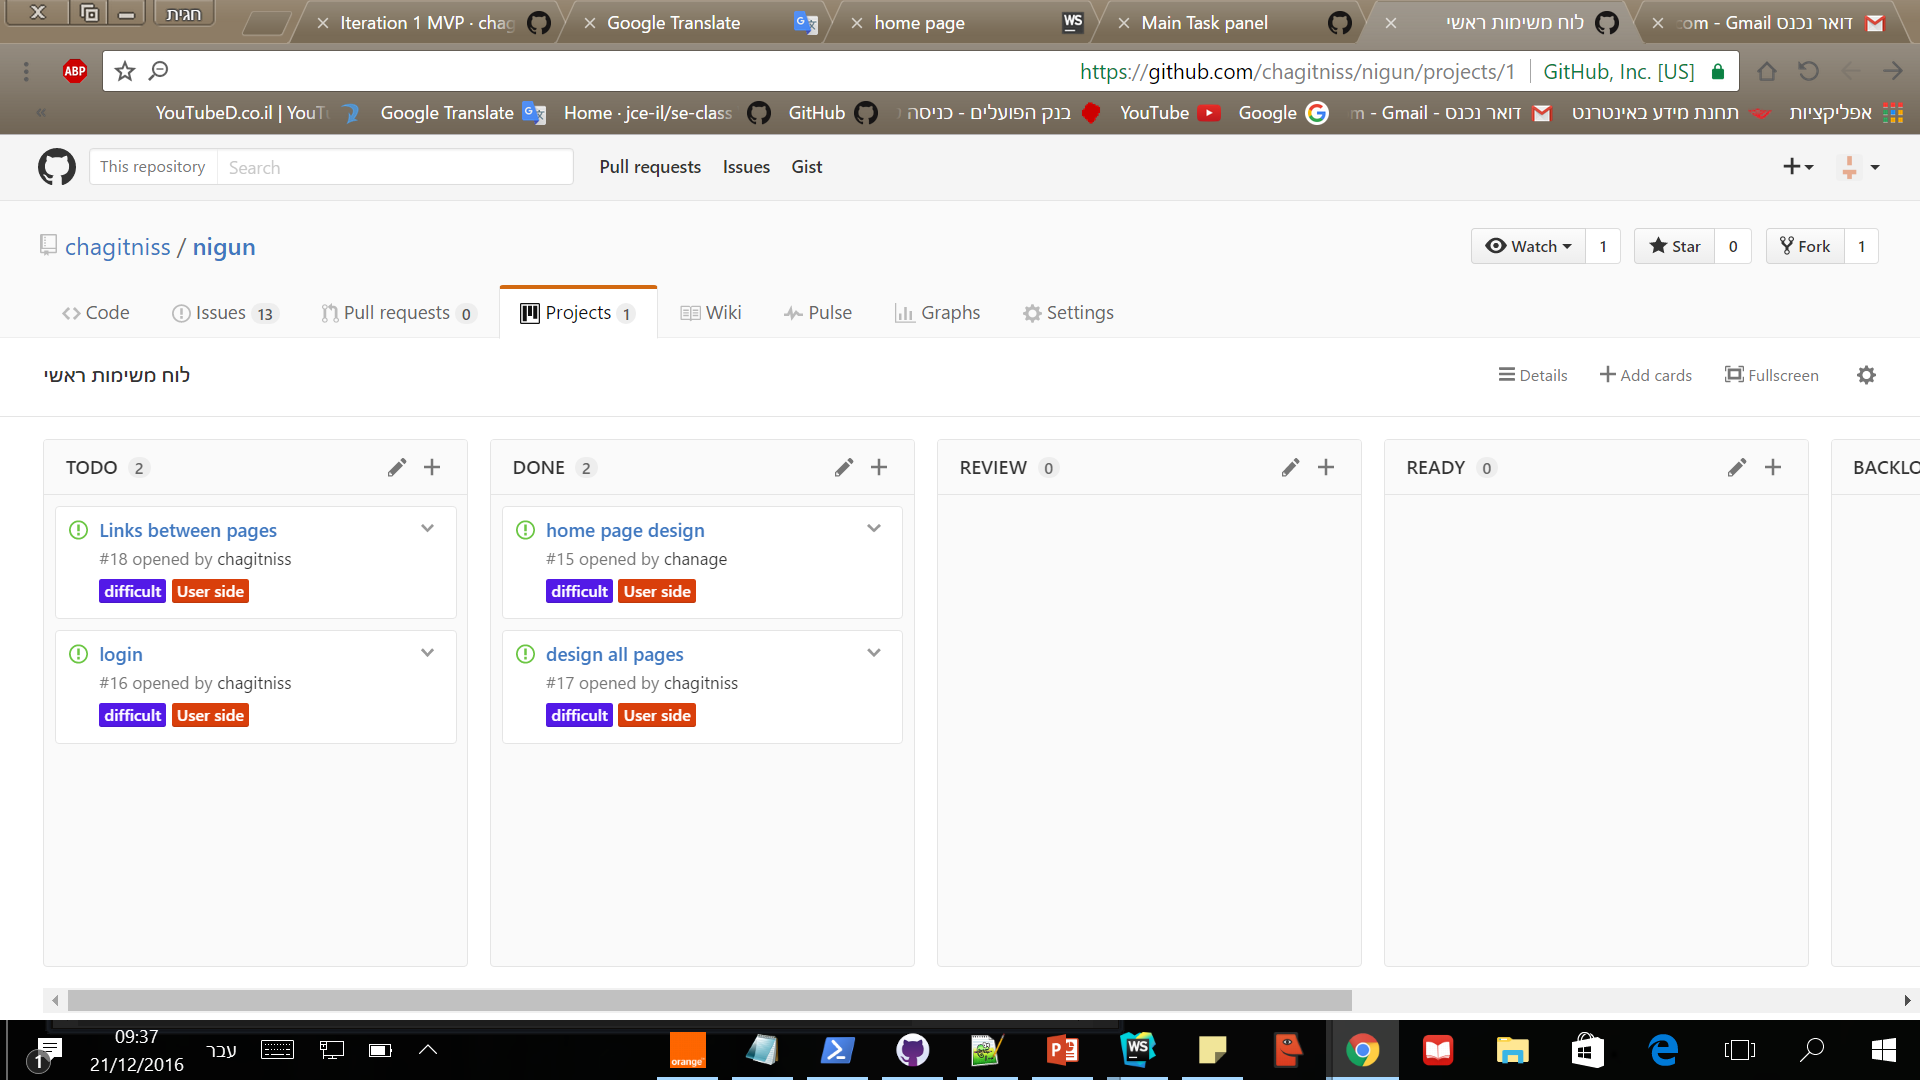 חגית
Iteration 1 MVP · chag
Google Translate
home page
WS
Main Task panel
לוח משימות ראשי
דואר נכנס com - Gmail
ABP
https://github.com/chagitniss/nigun/projects/1
GitHub, Inc. [US]
YouTubeD.co.il | YouTu
Google Translate
Home · jce-il/se-class
GitHub
בנק הפועלים - כניסה
YouTube
Google
דואר נכנס - m - Gmail
תחנת מידע באינטרנט
אפליקציות
This repository
Search
Pull requests
Issues
Gist
chagitniss / nigun
Watch 1
Star 0
Fork 1
Code
Issues 13
Pull requests 0
Projects 1
Wiki
Pulse
Graphs
Settings
לוח משימות ראשי
Details
Add cards
Fullscreen
TODO 2
Links between pages
#18 opened by chagitniss
difficult User side
login
#16 opened by chagitniss
difficult User side
DONE 2
home page design
#15 opened by chanage
difficult User side
design all pages
#17 opened by chagitniss
difficult User side
REVIEW 0
READY 0
BACKLO
1
09:37
21/12/2016
עבר
orange
WS